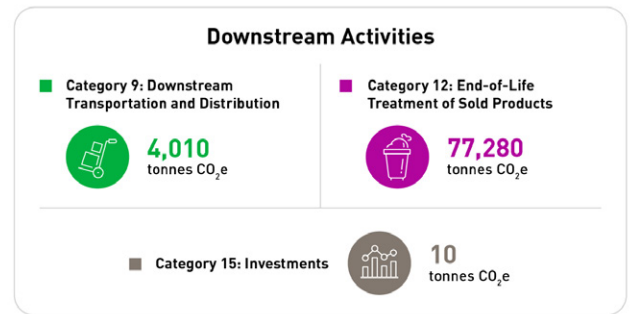 Downstream Activities
Category 9: Downstream
Transportation and Distribution
4,010
tonnes CO₂e
Category 12: End-of-Life
Treatment of Sold Products
77,280
tonnes CO₂e
Category 15: Investments
10
tonnes CO₂e